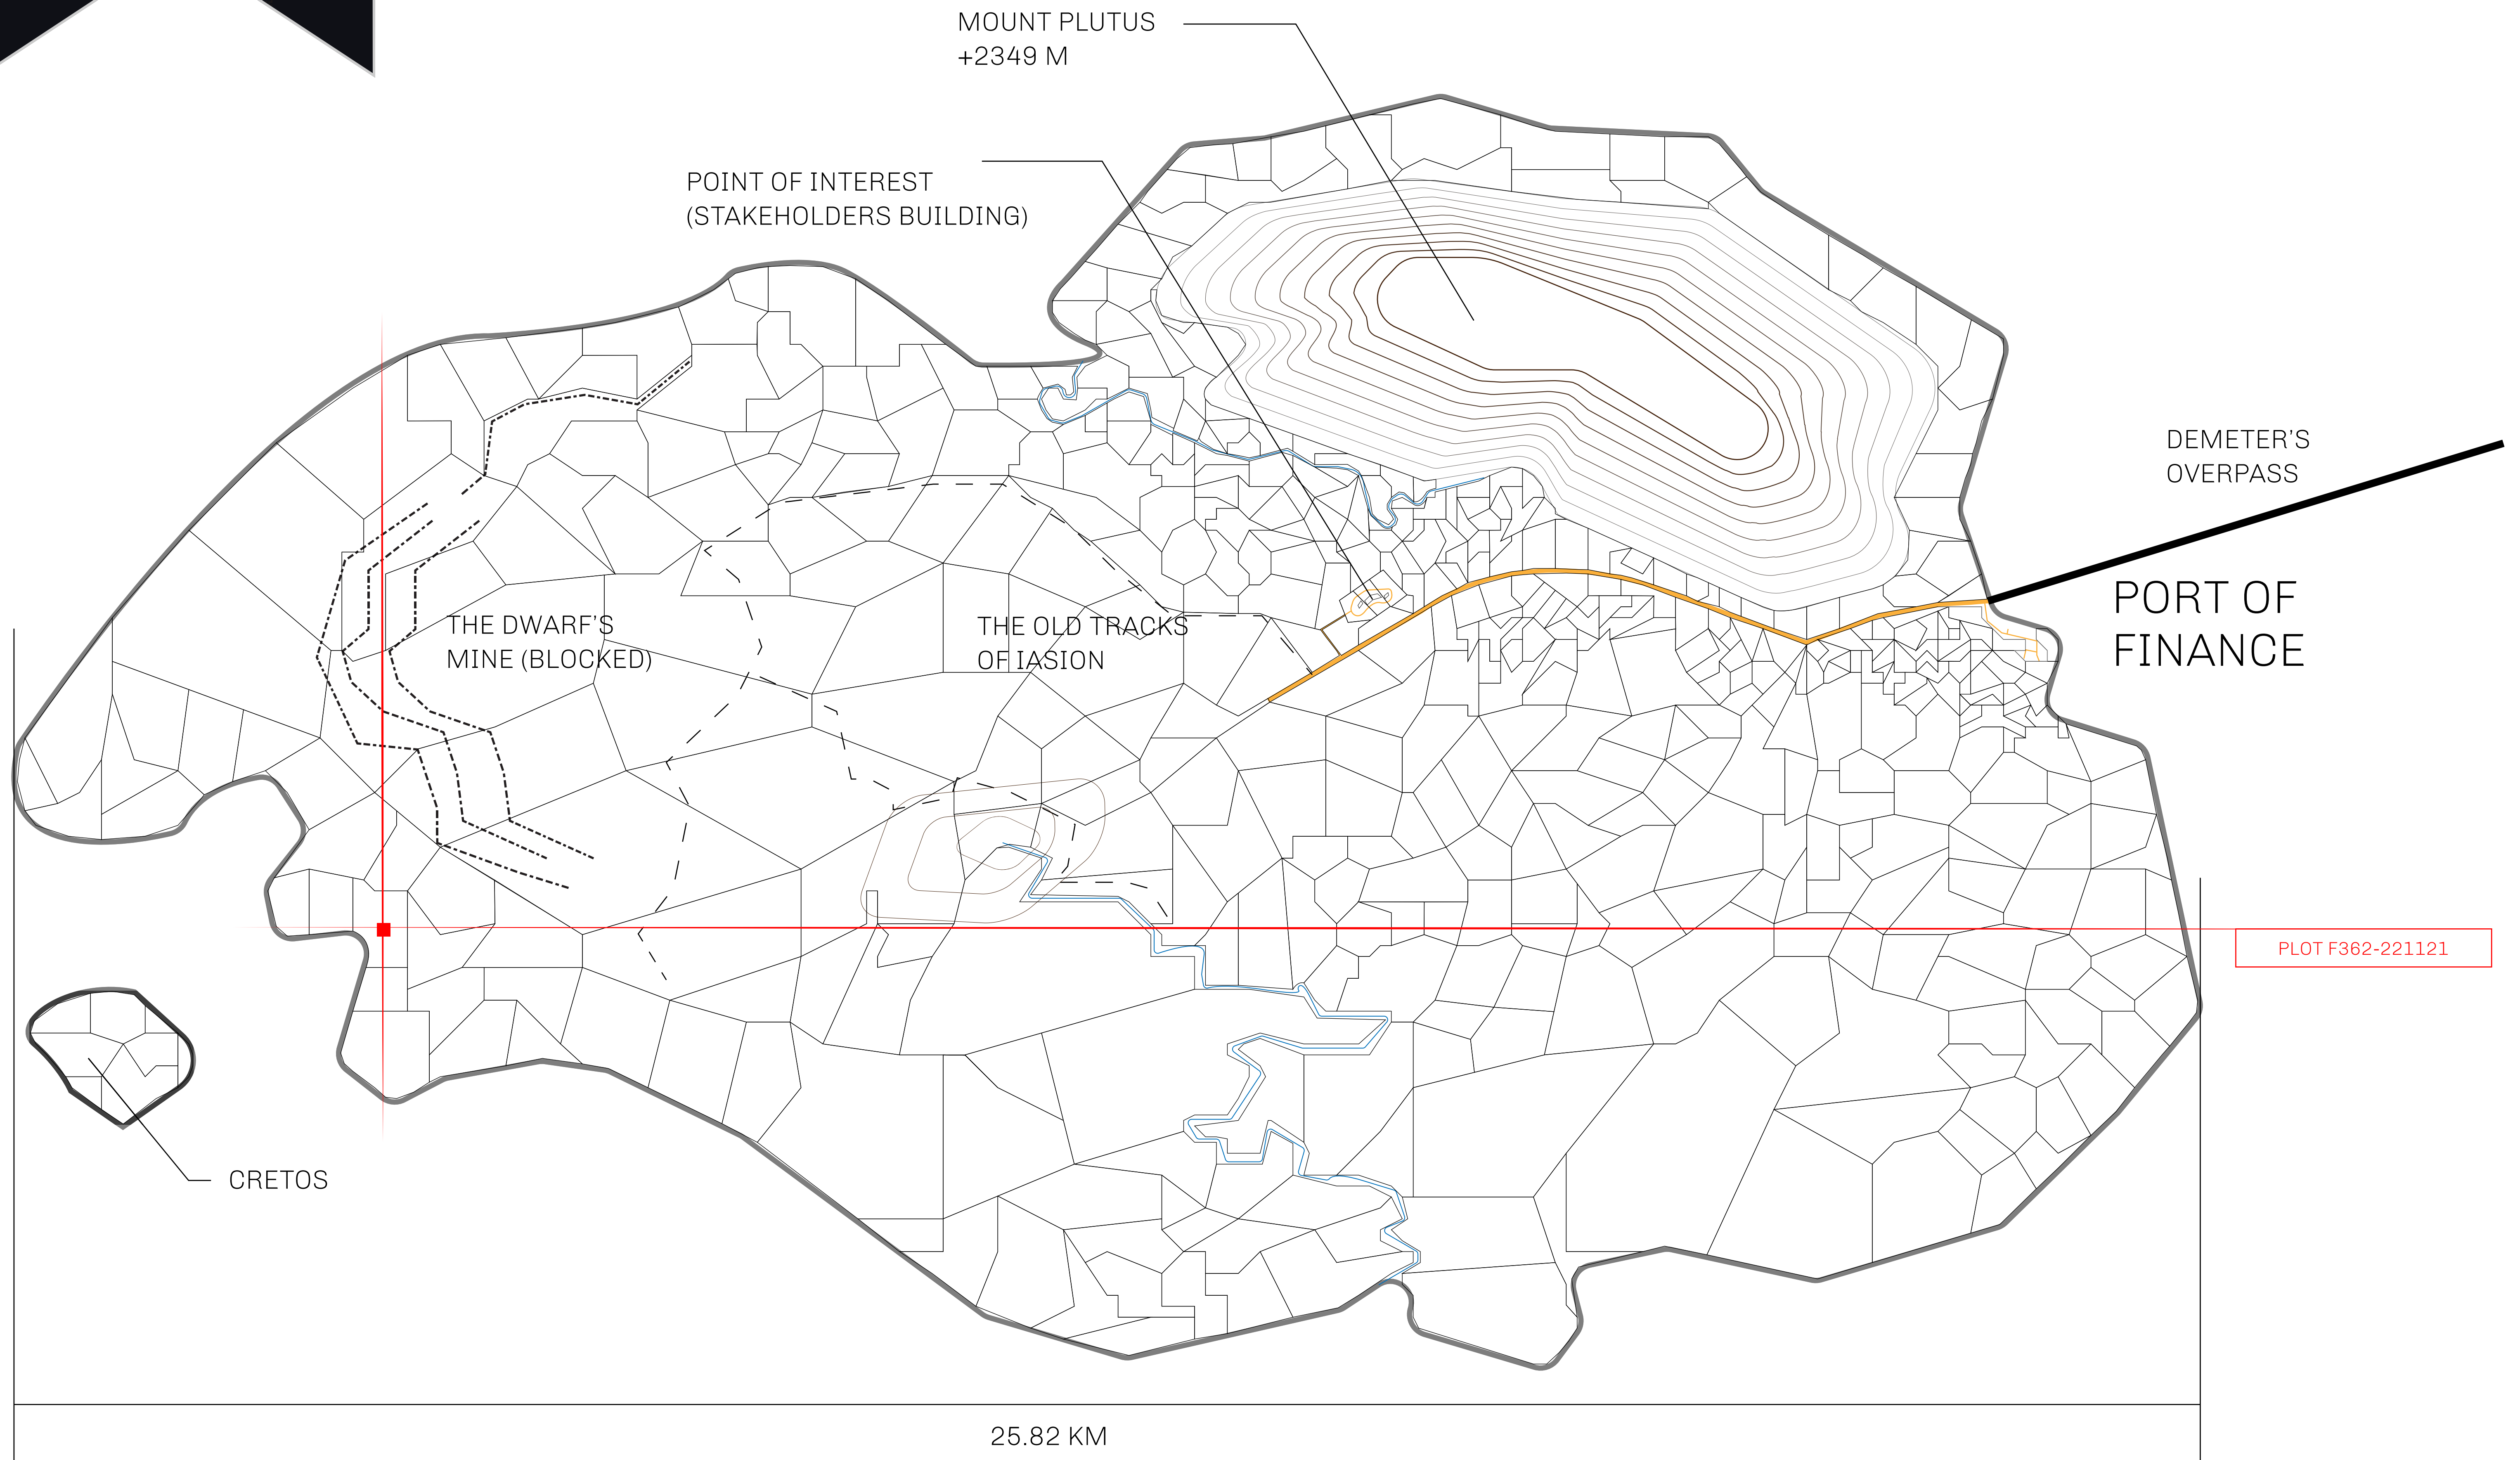 MOUNT PLUTUS
+2349 M
POINT OF INTEREST
(STAKEHOLDERS BUILDING)
DEMETER'S
OVERPASS
PORT OF
FINANCE
THE DWARF'S
MINE (BLOCKED)
THE OLD TRACKS
OF IASION
PLOT F362-221121
CRETOS
25.82 KM